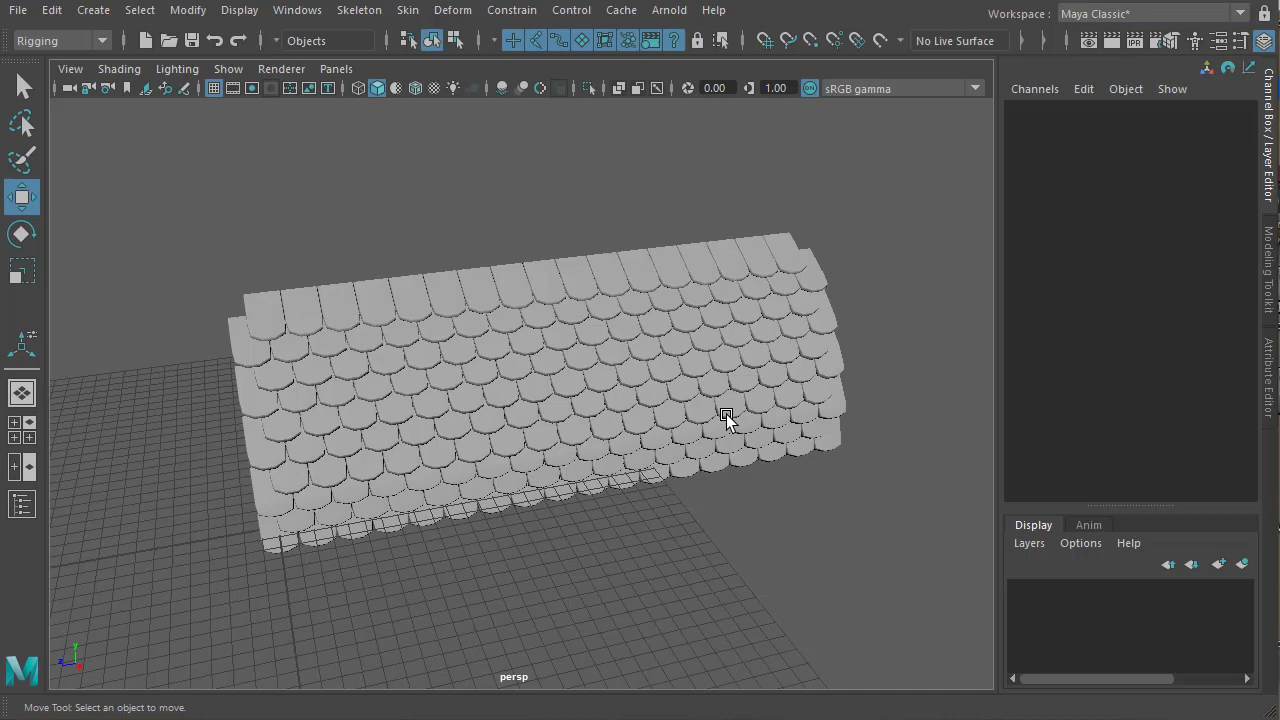 File Edit Create Select Modify Display Windows Skeleton Skin Deform Constrain Control Cache Arnold Help
Workspace : Maya Classic*
Rigging Objects No Live Surface IPR
View Shading Lighting Show Renderer Panels
0.00 1.00 ON sRGB gamma
Channels Edit Object Show
Channel Box / Layer Editor
Modeling Toolkit
Attribute Editor
Display Anim
Layers Options Help
y
z
persp
M
Move Tool: Select an object to move.